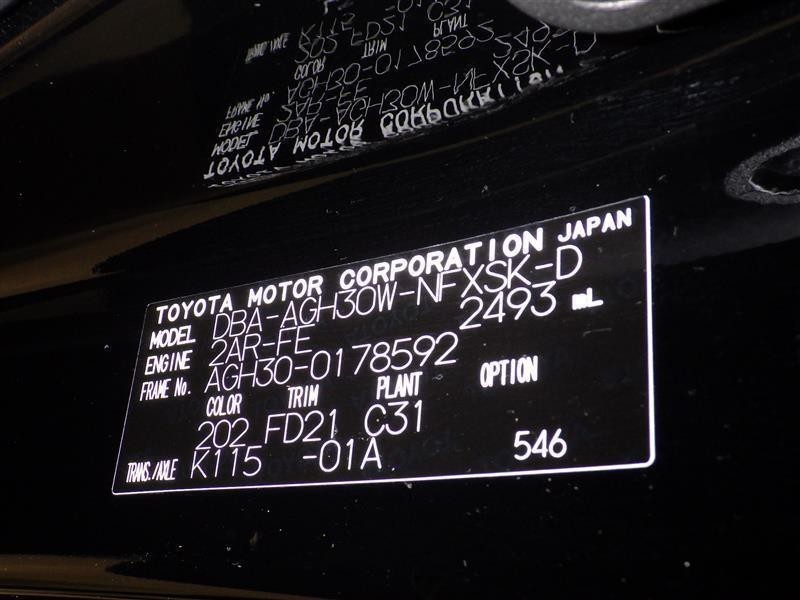 TOYOTA MOTOR CORPORATION JAPAN
MODEL DBA-AGH30W-NFXSK-D
ENGINE 2AR-FE 2493 mL
FRAME No. AGH30-0178592
COLOR TRIM PLANT OPTION
202 FD21 C31
TRANS./AXLE K115 -01A 546